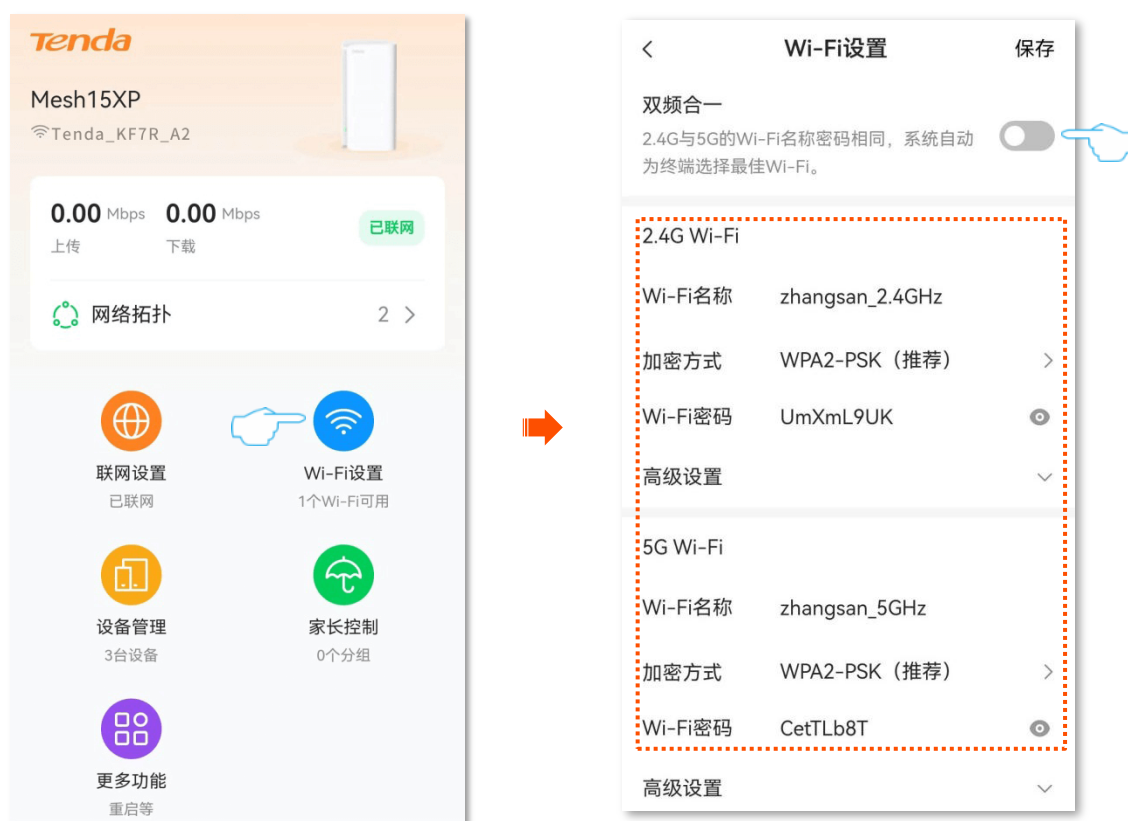 Tenda
Mesh15XP
Tenda_KF7R_A2
0.00 Mbps 0.00 Mbps
上传 下载
已联网
网络拓扑 2
联网设置 Wi-Fi设置
已联网 1个Wi-Fi可用
设备管理 家长控制
3台设备 0个分组
更多功能
重启等
Wi-Fi设置 保存
双频合一
2.4G与5G的Wi-Fi名称密码相同，系统自动
为终端选择最佳Wi-Fi。
2.4G Wi-Fi
Wi-Fi名称 zhangsan_2.4GHz
加密方式 WPA2-PSK（推荐）
Wi-Fi密码 UmXmL9UK
高级设置
5G Wi-Fi
Wi-Fi名称 zhangsan_5GHz
加密方式 WPA2-PSK（推荐）
Wi-Fi密码 CetTLb8T
高级设置